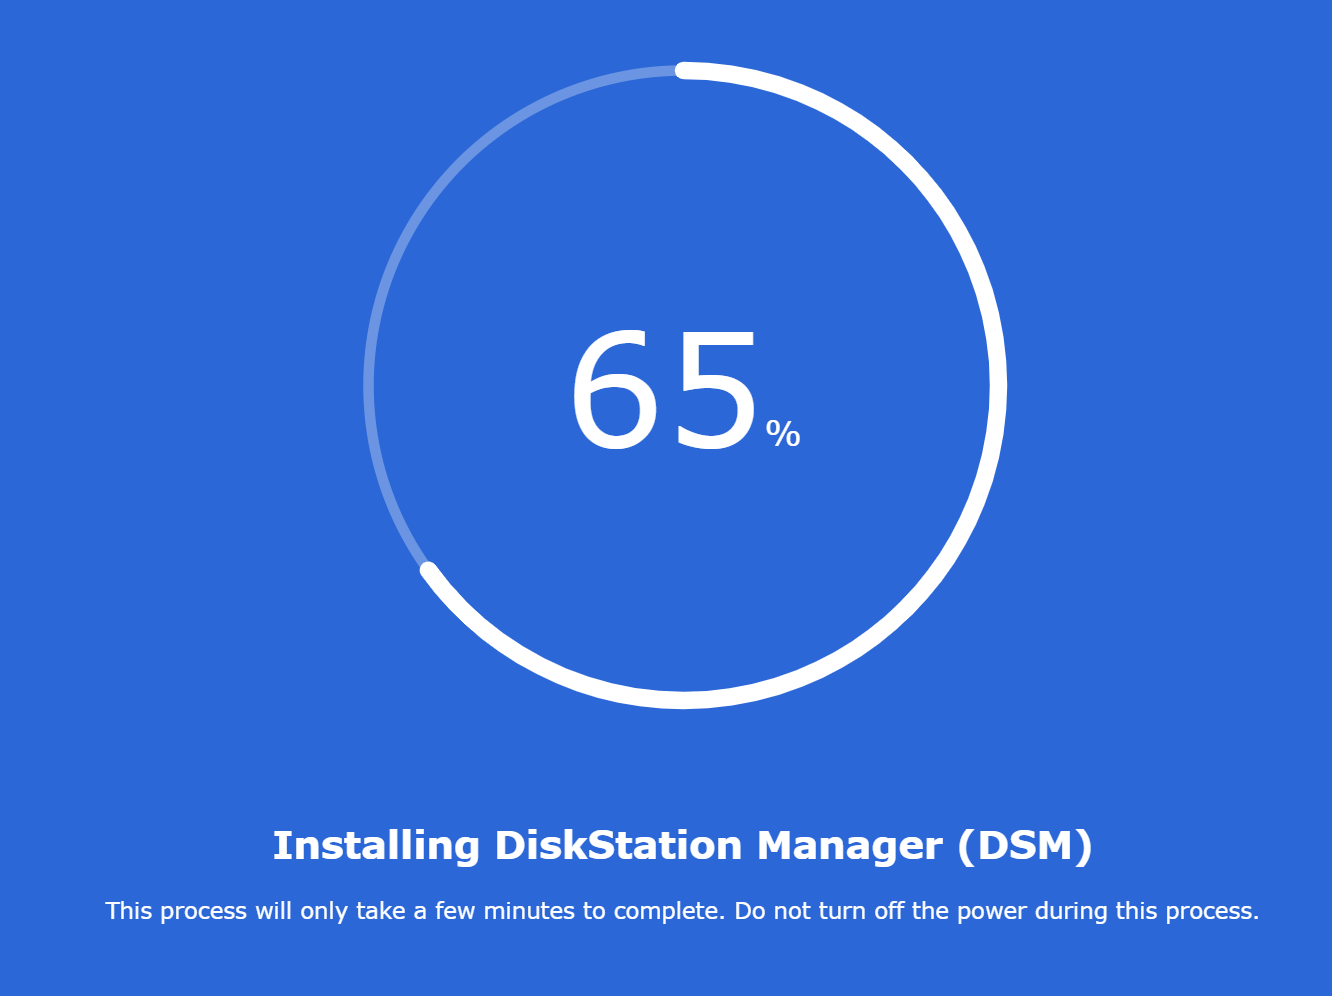 65%
Installing DiskStation Manager (DSM)
This process will only take a few minutes to complete. Do not turn off the power during this process.